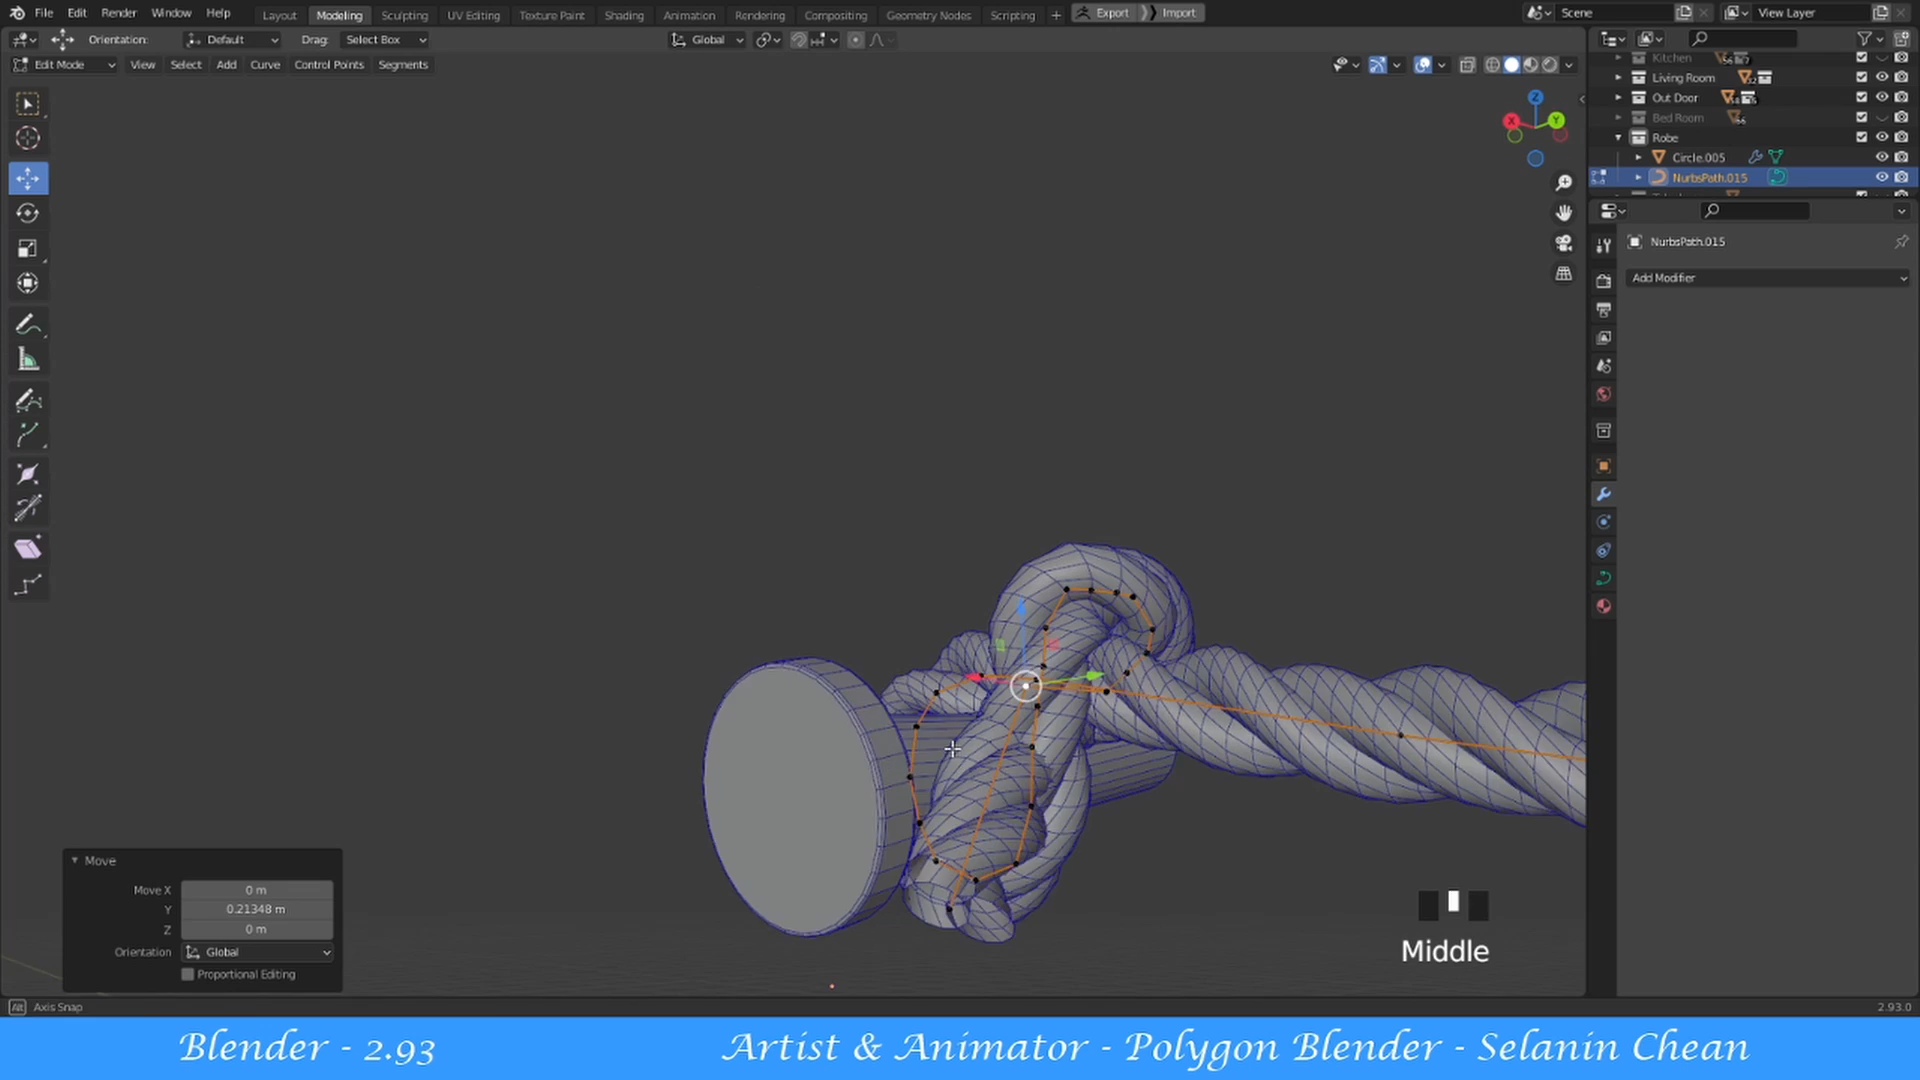 File Edit Render Window Help Layout Modeling Sculpting UV Editing Texture Paint Shading Animation Rendering Compositing Geometry Nodes Scripting + Export Import Scene View Layer
Orientation: Default Drag: Select Box Global
Edit Mode View Select Add Curve Control Points Segments
Kitchen
Living Room
Out Door
Bed Room
Robe
Circle.005
NurbsPath.015
NurbsPath.015
Add Modifier
Z
X
Y
Move
Move X 0 m
Y 0.21348 m
Z 0 m
Orientation Global
Proportional Editing
Middle
Alt Axis Snap
2.93.0
Blender - 2.93
Artist & Animator - Polygon Blender - Selanin Chean